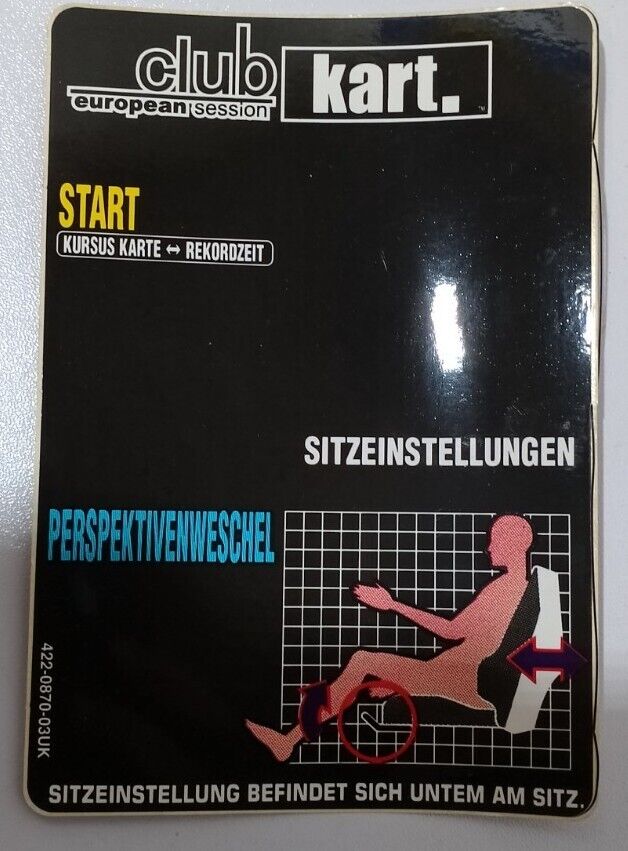 club
european session
kart.
TM
START
KURSUS KARTE ↔ REKORDZEIT
SITZEINSTELLUNGEN
PERSPEKTIVENWESCHEL
422-0870-03UK
SITZEINSTELLUNG BEFINDET SICH UNTEM AM SITZ.